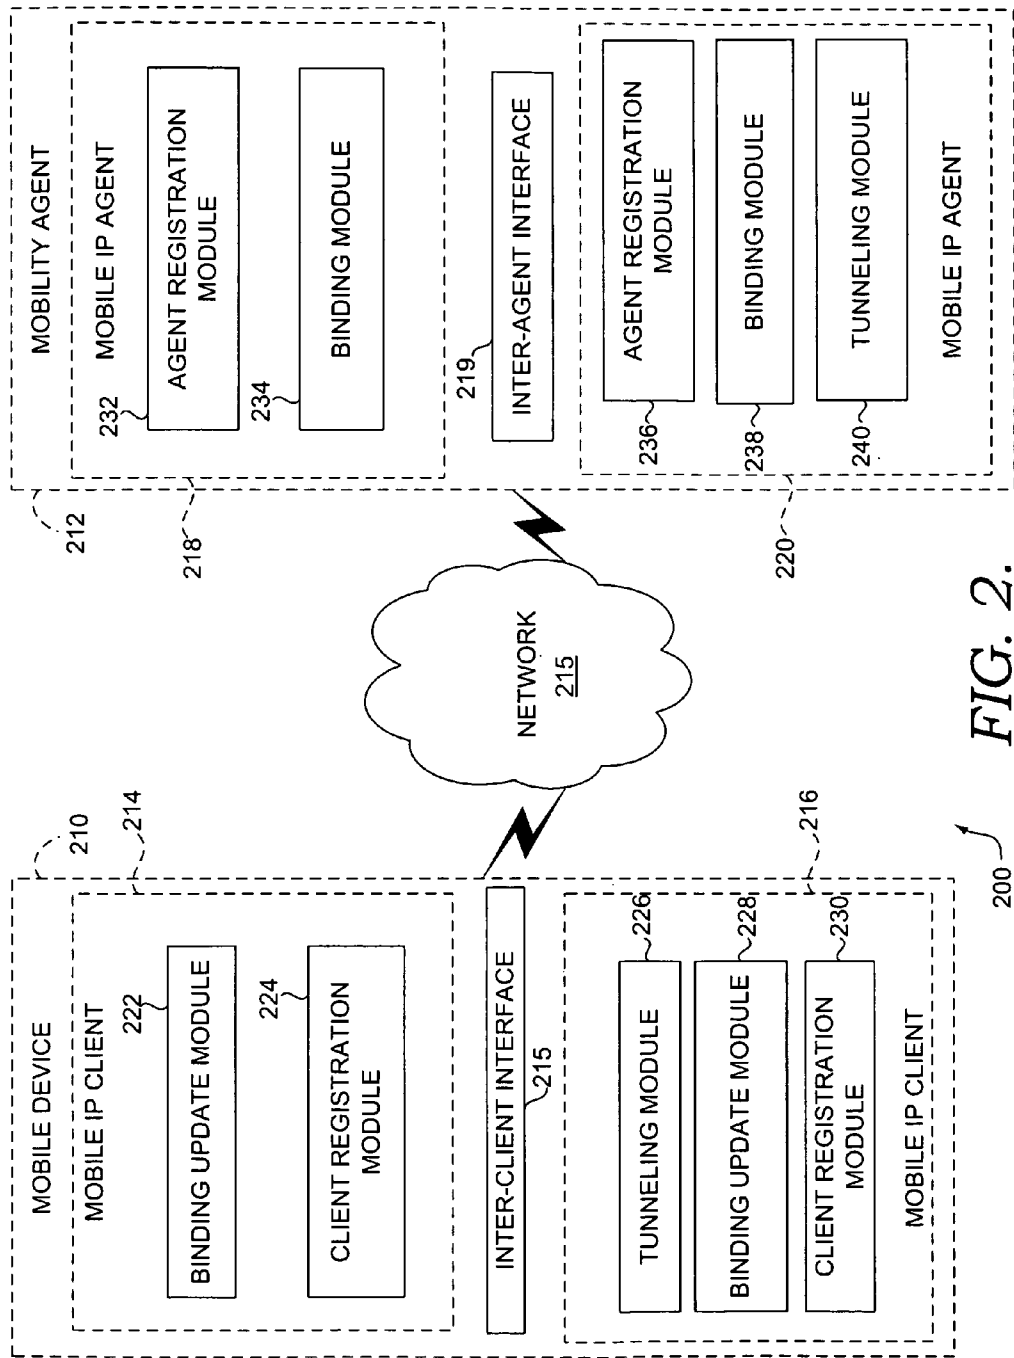 MOBILE DEVICE
210
MOBILE IP CLIENT
214
222
BINDING UPDATE MODULE
224
CLIENT REGISTRATION
MODULE
INTER-CLIENT INTERFACE
215
TUNNELING MODULE
226
BINDING UPDATE MODULE
228
CLIENT REGISTRATION
MODULE
230
MOBILE IP CLIENT
216
NETWORK
215
MOBILITY AGENT
212
MOBILE IP AGENT
218
232
AGENT REGISTRATION
MODULE
234
BINDING MODULE
219
INTER-AGENT INTERFACE
AGENT REGISTRATION
MODULE
236
BINDING MODULE
238
TUNNELING MODULE
240
MOBILE IP AGENT
220
200
FIG. 2.